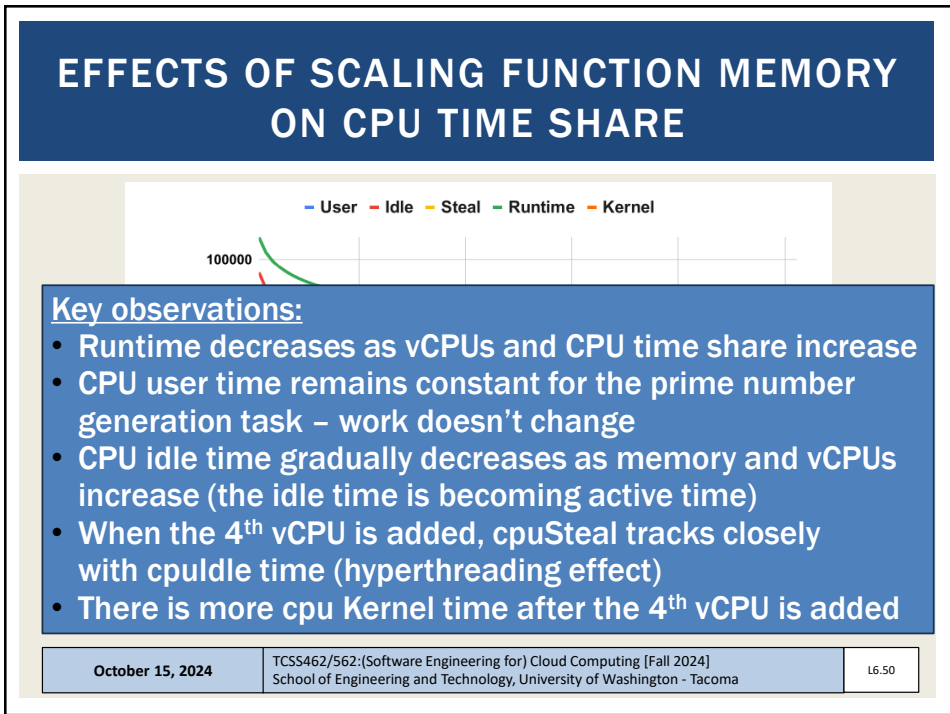 EFFECTS OF SCALING FUNCTION MEMORY
ON CPU TIME SHARE
User Idle Steal Runtime Kernel
100000
Key observations:
• Runtime decreases as vCPUs and CPU time share increase
• CPU user time remains constant for the prime number
generation task – work doesn't change
• CPU idle time gradually decreases as memory and vCPUs
increase (the idle time is becoming active time)
• When the 4th vCPU is added, cpuSteal tracks closely
with cpuIdle time (hyperthreading effect)
• There is more cpu Kernel time after the 4th vCPU is added
October 15, 2024
TCSS462/562:(Software Engineering for) Cloud Computing [Fall 2024]
School of Engineering and Technology, University of Washington - Tacoma
L6.50